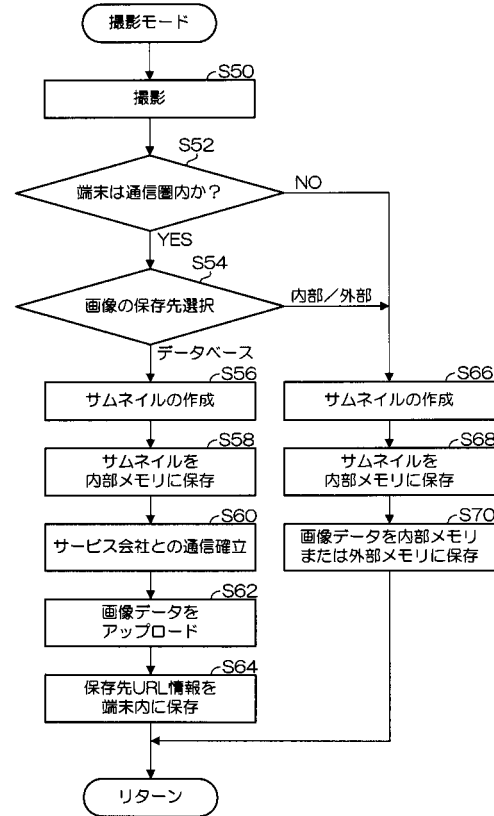 撮影モード
S50
撮影
S52
端末は通信圏内か？
NO
YES
S54
画像の保存先選択
内部／外部
データベース
S56
サムネイルの作成
S58
サムネイルを
内部メモリに保存
S60
サービス会社との通信確立
S62
画像データを
アップロード
S64
保存先URL情報を
端末内に保存
S66
サムネイルの作成
S68
サムネイルを
内部メモリに保存
S70
画像データを内部メモリ
または外部メモリに保存
リターン